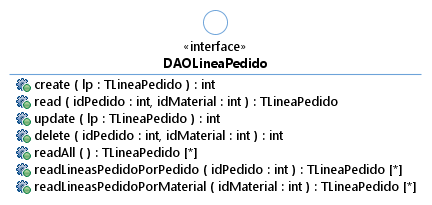 «interface»
DAOLineaPedido
create ( lp : TLineaPedido ) : int
read ( idPedido : int, idMaterial : int ) : TLineaPedido
update ( lp : TLineaPedido ) : int
delete ( idPedido : int, idMaterial : int ) : int
readAll ( ) : TLineaPedido [*]
readLineasPedidoPorPedido ( idPedido : int ) : TLineaPedido [*]
readLineasPedidoPorMaterial ( idMaterial : int ) : TLineaPedido [*]